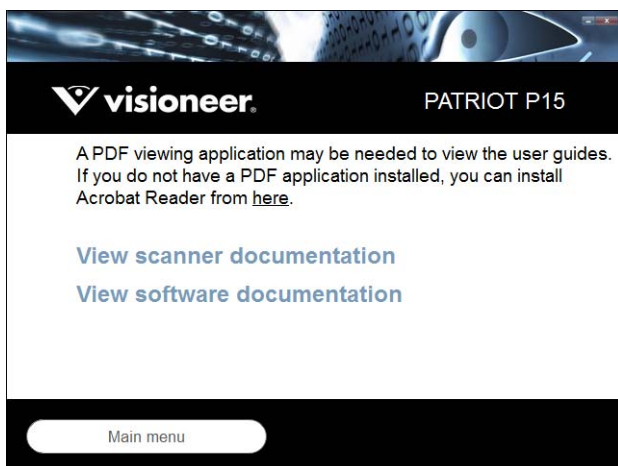 visioneer®
PATRIOT P15
A PDF viewing application may be needed to view the user guides.
If you do not have a PDF application installed, you can install
Acrobat Reader from here.
View scanner documentation
View software documentation
Main menu